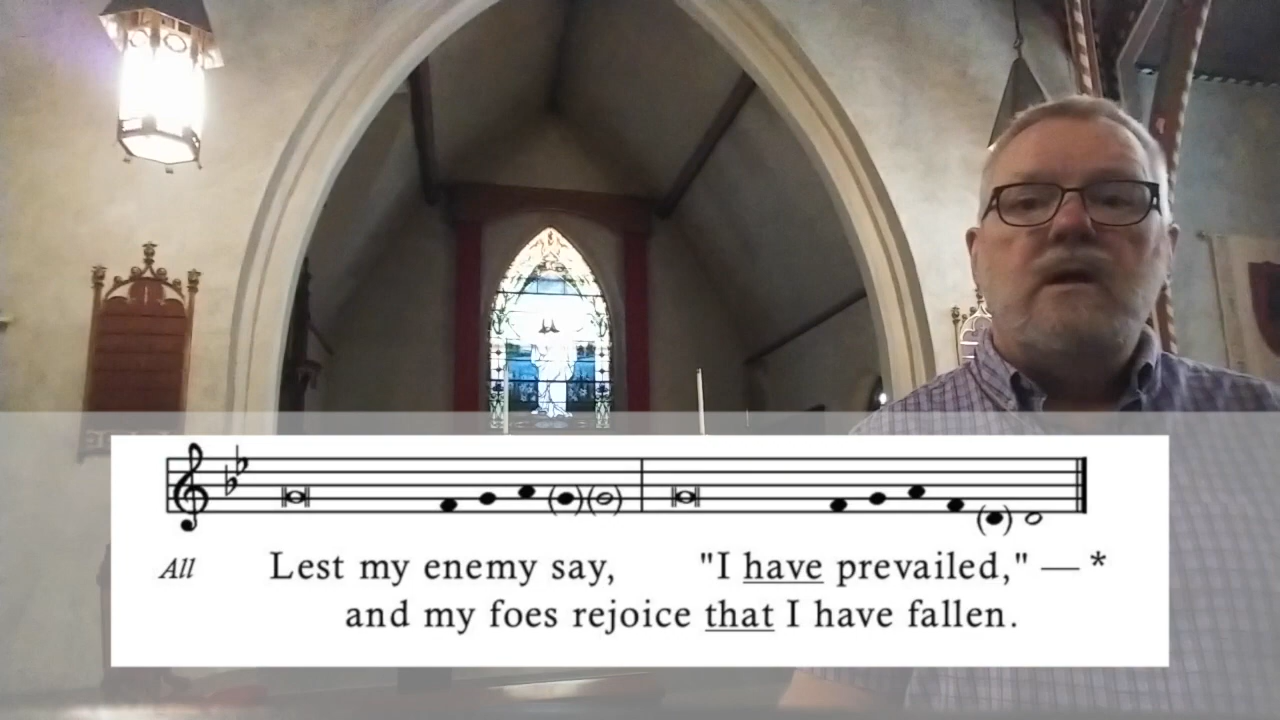 All Lest my enemy say, "I have prevailed," — *
and my foes rejoice that I have fallen.